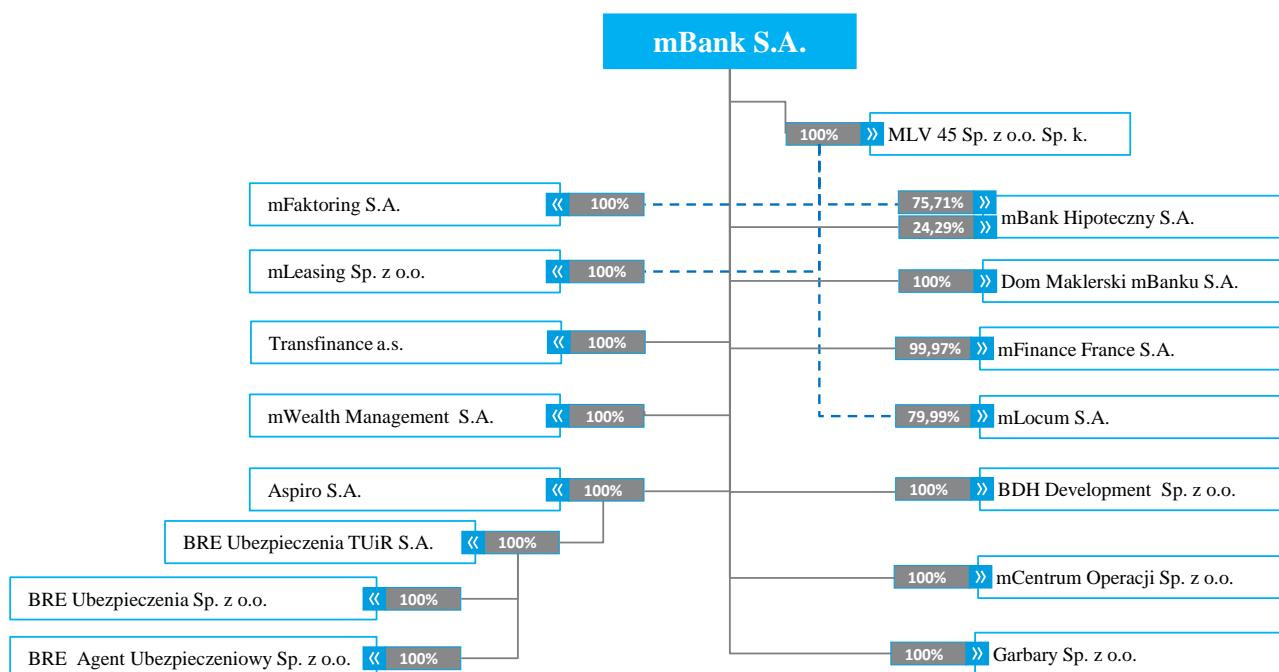 mBank S.A.
100% » MLV 45 Sp. z o.o. Sp. k.
mFaktoring S.A. « 100%
75,71% »
mBank Hipoteczny S.A.
24,29% »
mLeasing Sp. z o.o. « 100%
100% » Dom Maklerski mBanku S.A.
Transfinance a.s. « 100%
99,97% » mFinance France S.A.
mWealth Management S.A. « 100%
79,99% » mLocum S.A.
Aspiro S.A. « 100%
100% » BDH Development Sp. z o.o.
BRE Ubezpieczenia TUiR S.A. « 100%
100% » mCentrum Operacji Sp. z o.o.
BRE Ubezpieczenia Sp. z o.o. « 100%
BRE Agent Ubezpieczeniowy Sp. z o.o. « 100%
100% » Garbary Sp. z o.o.